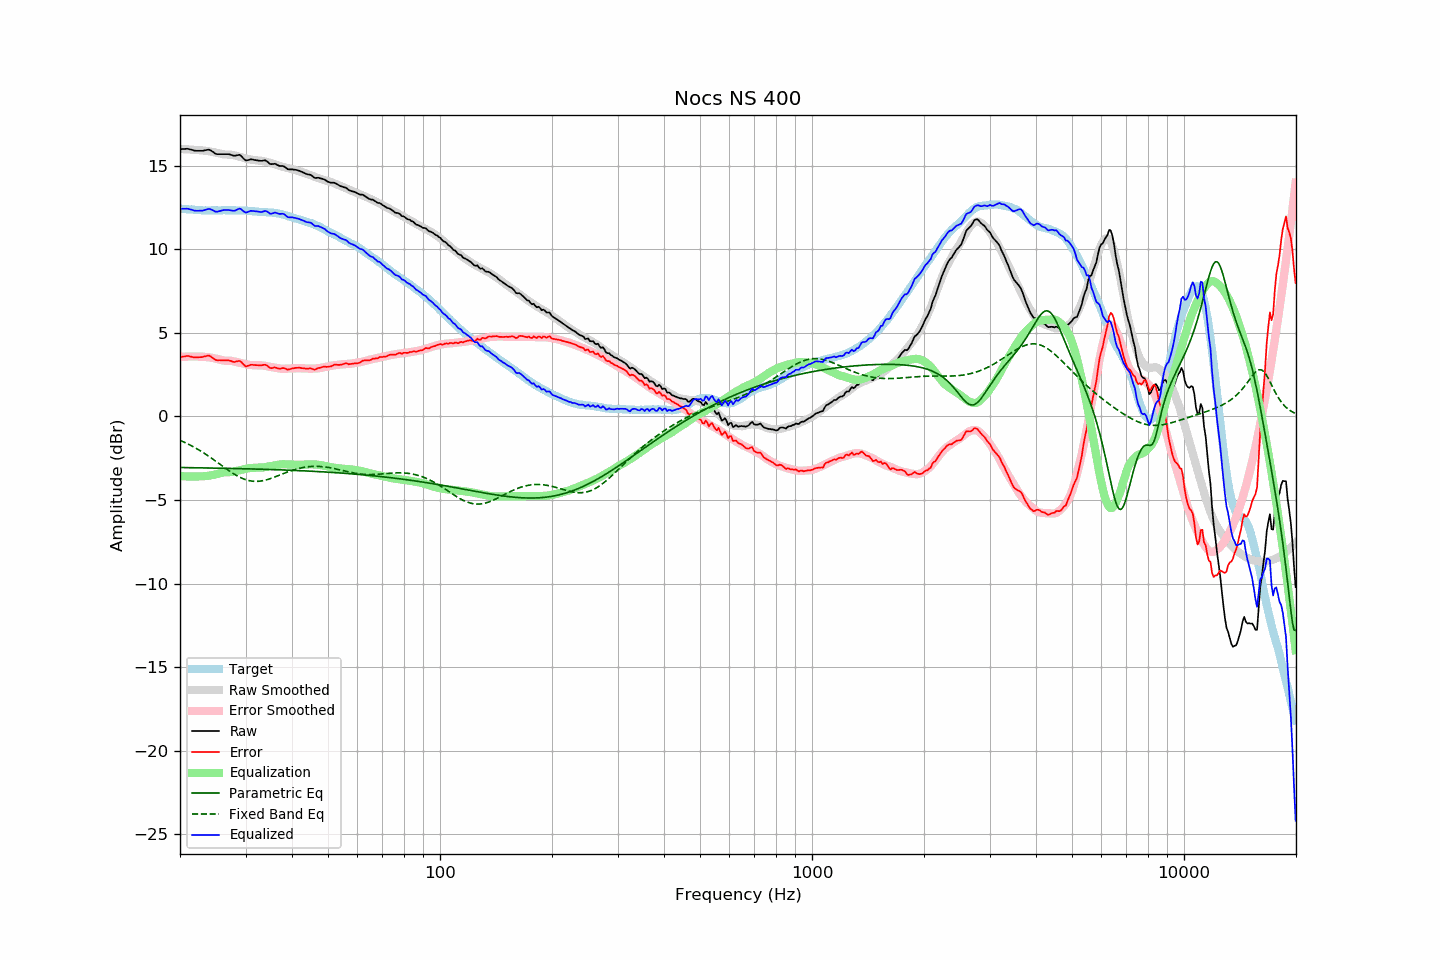 Nocs NS 400
Amplitude (dBr)
15
10
5
0
−5
−10
−15
−20
−25
Target
Raw Smoothed
Error Smoothed
Raw
Error
Equalization
Parametric Eq
Fixed Band Eq
Equalized
100
1000
10000
Frequency (Hz)